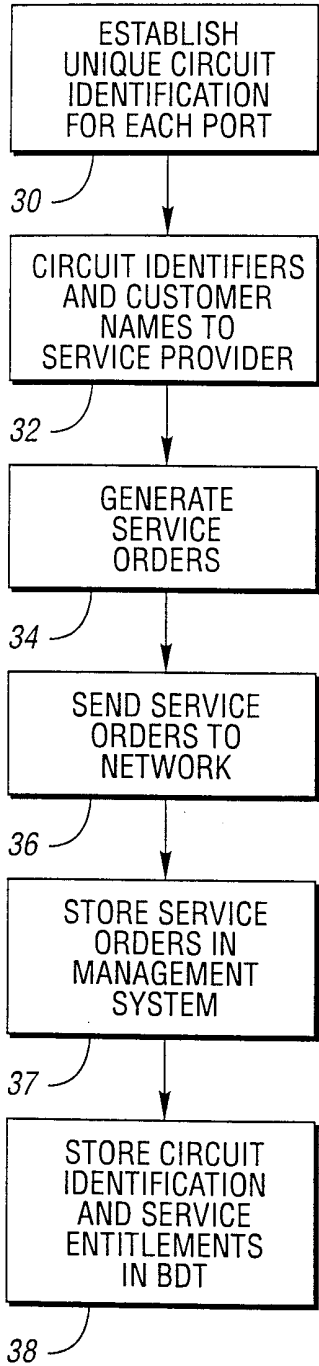 ESTABLISH
UNIQUE CIRCUIT
IDENTIFICATION
FOR EACH PORT
30
CIRCUIT IDENTIFIERS
AND CUSTOMER
NAMES TO
SERVICE PROVIDER
32
GENERATE
SERVICE
ORDERS
34
SEND SERVICE
ORDERS TO
NETWORK
36
STORE SERVICE
ORDERS IN
MANAGEMENT
SYSTEM
37
STORE CIRCUIT
IDENTIFICATION
AND SERVICE
ENTITLEMENTS
IN BDT
38